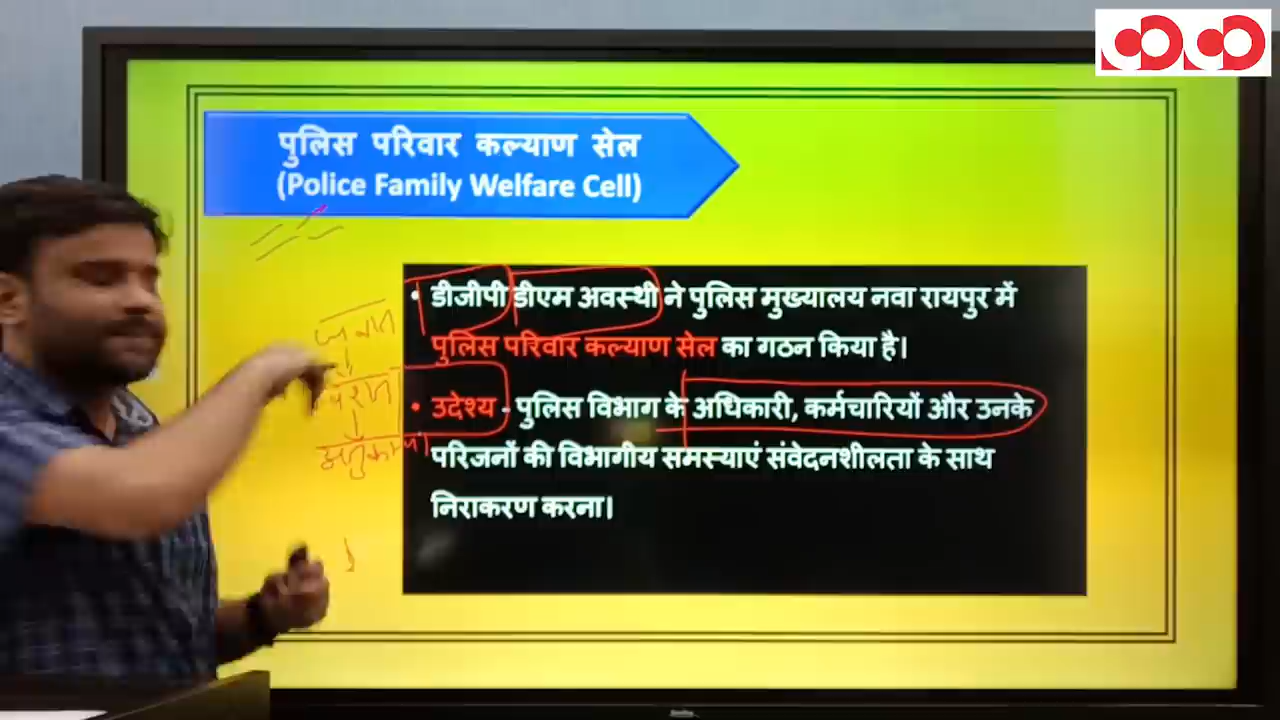 पुलिस परिवार कल्याण सेल
(Police Family Welfare Cell)
• डीजीपी डीएम अवस्थी ने पुलिस मुख्यालय नवा रायपुर में
पुलिस परिवार कल्याण सेल का गठन किया है।
• उदेश्य - पुलिस विभाग के अधिकारी, कर्मचारियों और उनके
परिजनों की विभागीय समस्याएं संवेदनशीलता के साथ
निराकरण करना।